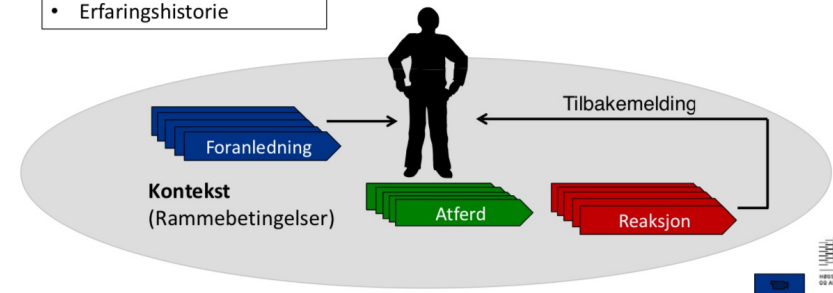 • Erfaringshistorie
Tilbakemelding
Foranledning
Kontekst
(Rammebetingelser)
Atferd
Reaksjon